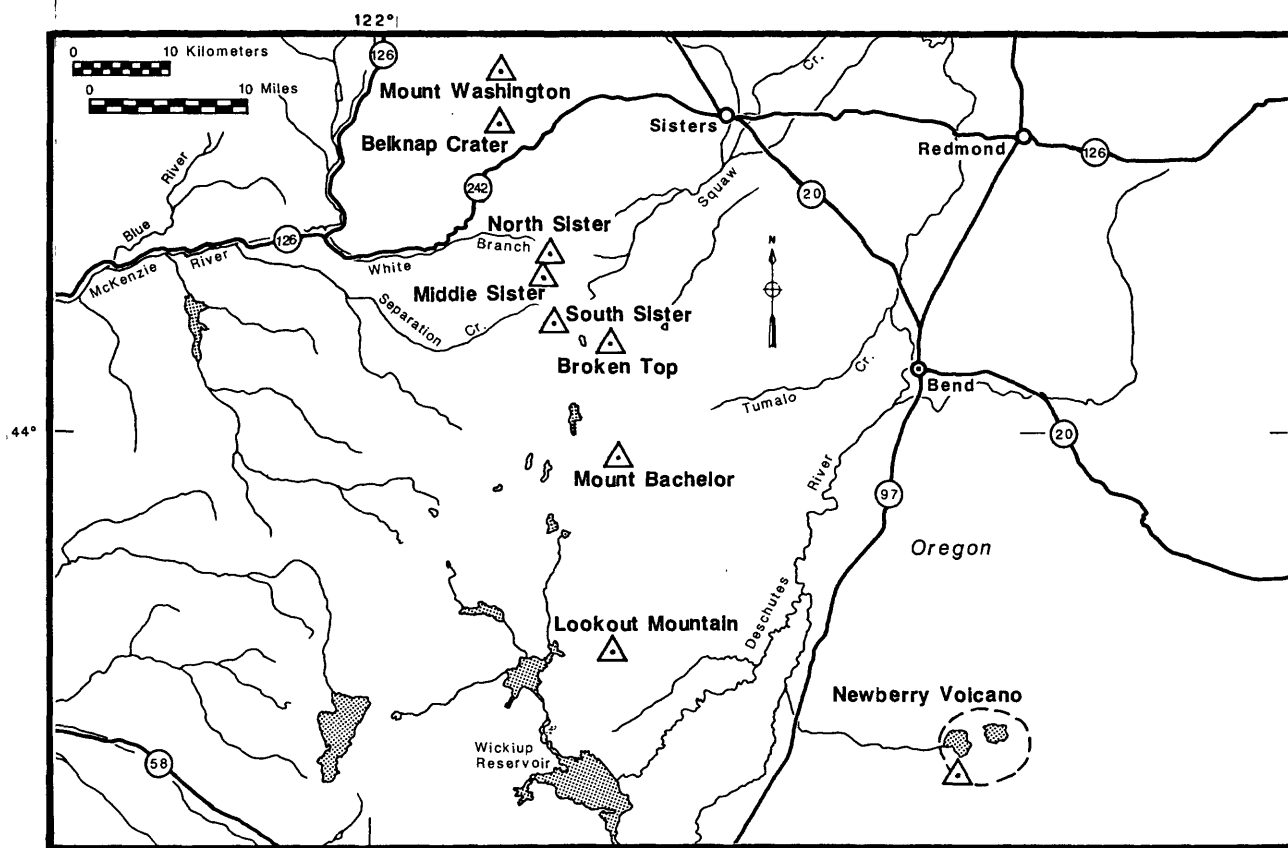 122°
0 10 Kilometers
0 10 Miles
126
Mount Washington
Belknap Crater
Cr.
Sisters
Redmond
126
Blue River
242
Squaw
20
North Sister
Branch
126
White
McKenzie River
N
Middle Sister
Separation Cr.
South Sister
Broken Top
Tumalo Cr.
Bend
44°
20
Mount Bachelor
River
97
Oregon
Deschutes
Lookout Mountain
Newberry Volcano
Wickiup
Reservoir
58